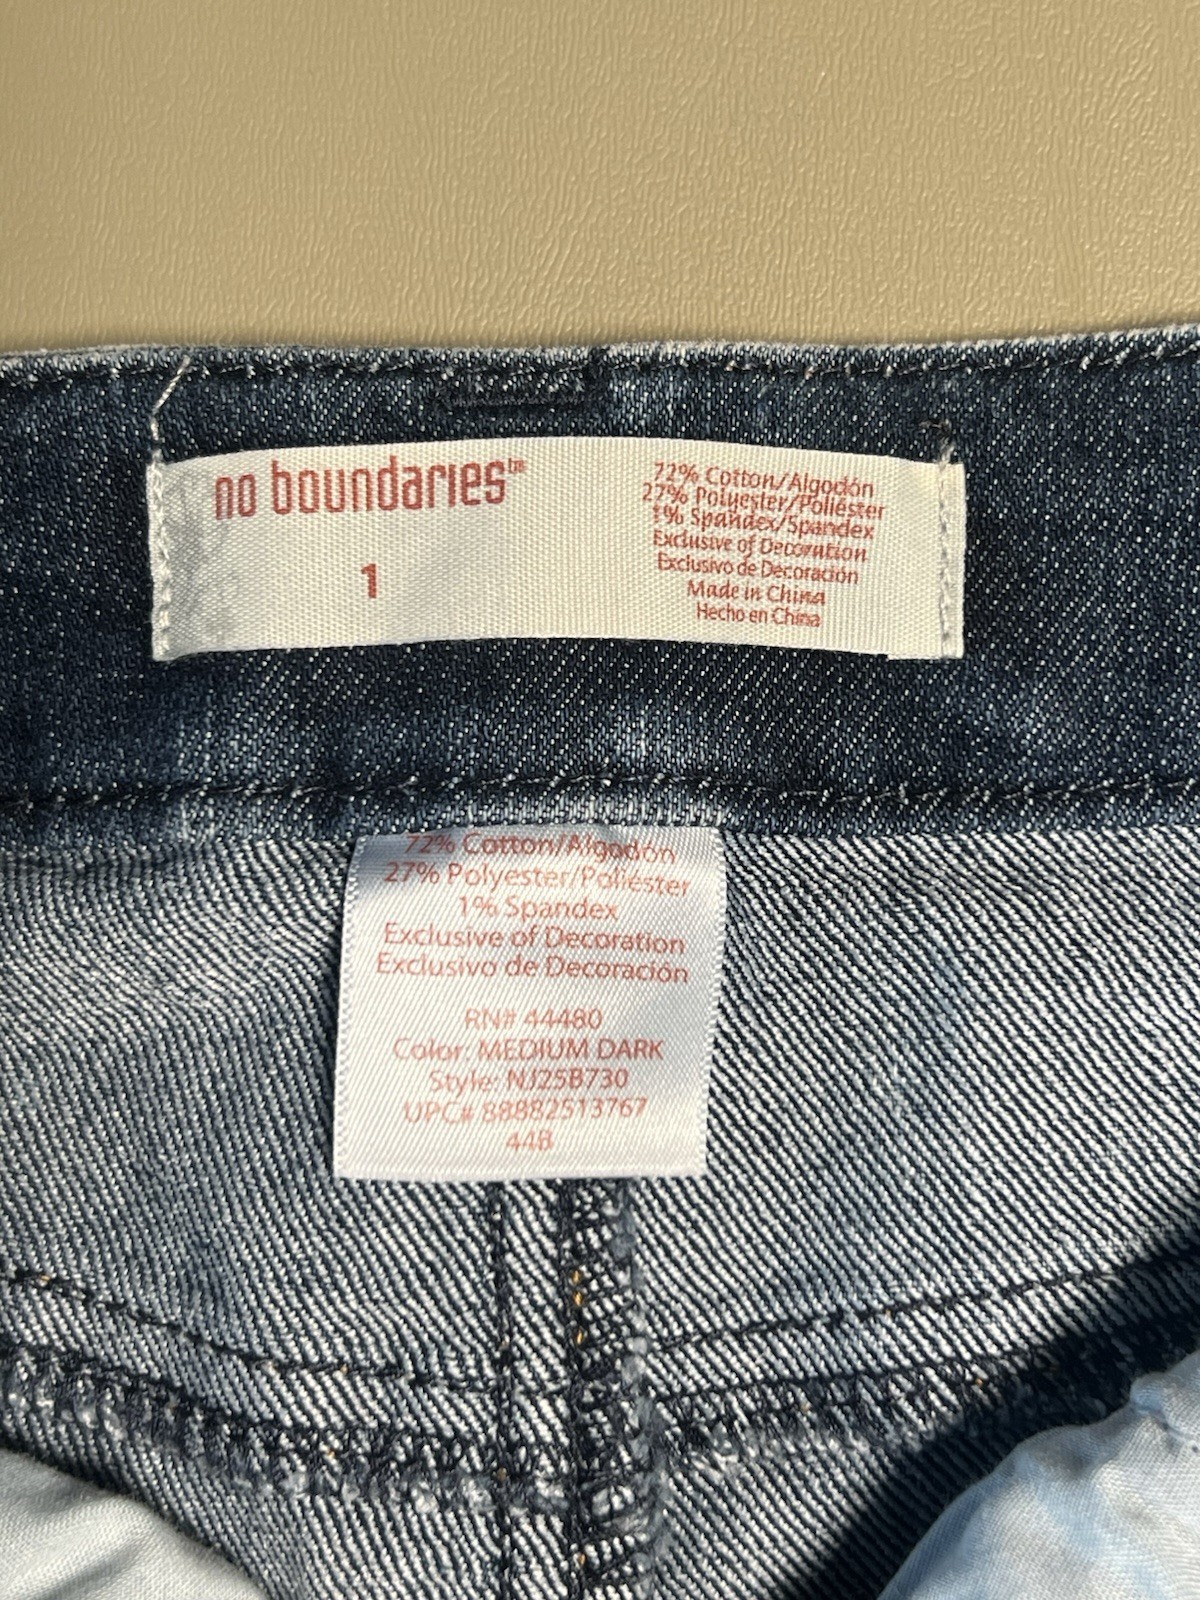 no boundaries™
1
72% Cotton/Algodón
27% Polyester/Poliéster
1% Spandex/Spandex
Exclusive of Decoration
Exclusivo de Decoración
Made in China
Hecho en China
72% Cotton/Algodón
27% Polyester/Poliéster
1% Spandex
Exclusive of Decoration
Exclusivo de Decoración
RN# 44480
Color: MEDIUM DARK
Style: NJ25B730
UPC# 88882513767
44B